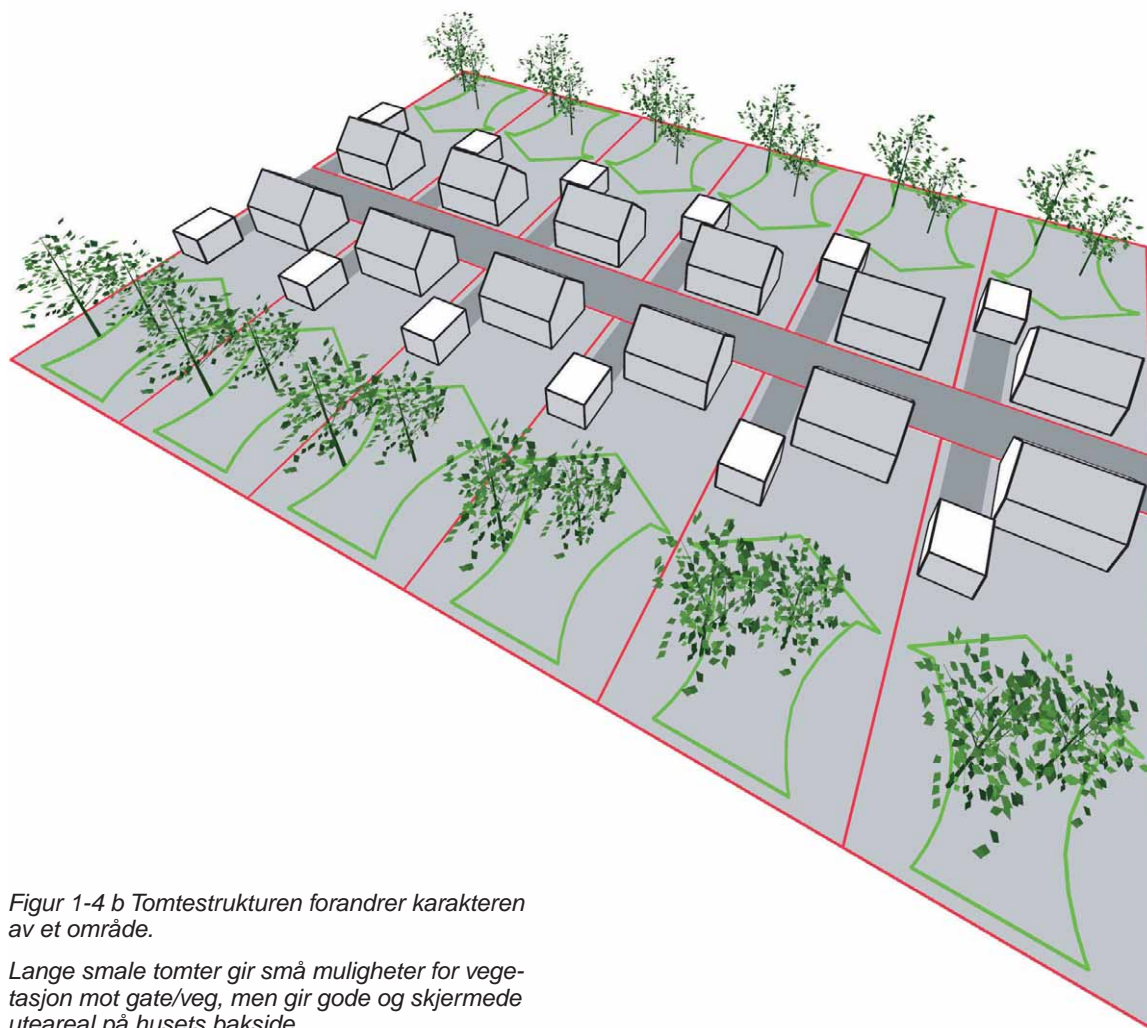 Figur 1-4 b Tomtestrukturen forandrer karakteren
av et område.
Lange smale tomter gir små muligheter for vege-
tasjon mot gate/veg, men gir gode og skjermede
uteareal på husets bakside.